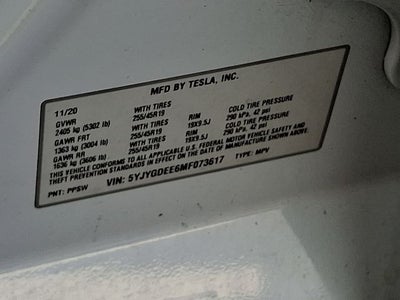 MFD BY TESLA, INC.
11/20
GVWR WITH TIRES RIM COLD TIRE PRESSURE
2405 kg (5302 lb) 255/45R19 19X9.5J 290 kPa, 42 psi
GAWR FRT WITH TIRES RIM COLD TIRE PRESSURE
1363 kg (3004 lb) 255/45R19 19X9.5J 290 kPa, 42 psi
GAWR RR WITH TIRES
1636 kg (3606 lb) 255/45R19
THIS VEHICLE CONFORMS TO ALL APPLICABLE U.S. FEDERAL MOTOR VEHICLE SAFETY AND
THEFT PREVENTION STANDARDS IN EFFECT ON THE DATE OF MANUFACTURE SHOWN ABOVE.
PNT: PPSW VIN: 5YJYGDEE6MF073617 TYPE: MPV